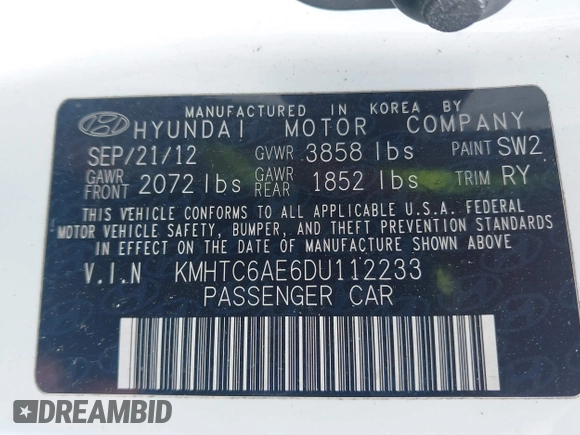 MANUFACTURED IN KOREA BY
HYUNDAI MOTOR COMPANY
SEP/21/12 GVWR 3858 lbs PAINT SW2
GAWR FRONT 2072 lbs GAWR REAR 1852 lbs TRIM RY
THIS VEHICLE CONFORMS TO ALL APPLICABLE U.S.A. FEDERAL
MOTOR VEHICLE SAFETY, BUMPER, AND THEFT PREVENTION STANDARDS
IN EFFECT ON THE DATE OF MANUFACTURE SHOWN ABOVE
V.I.N KMHTC6AE6DU112233
PASSENGER CAR
DREAMBID